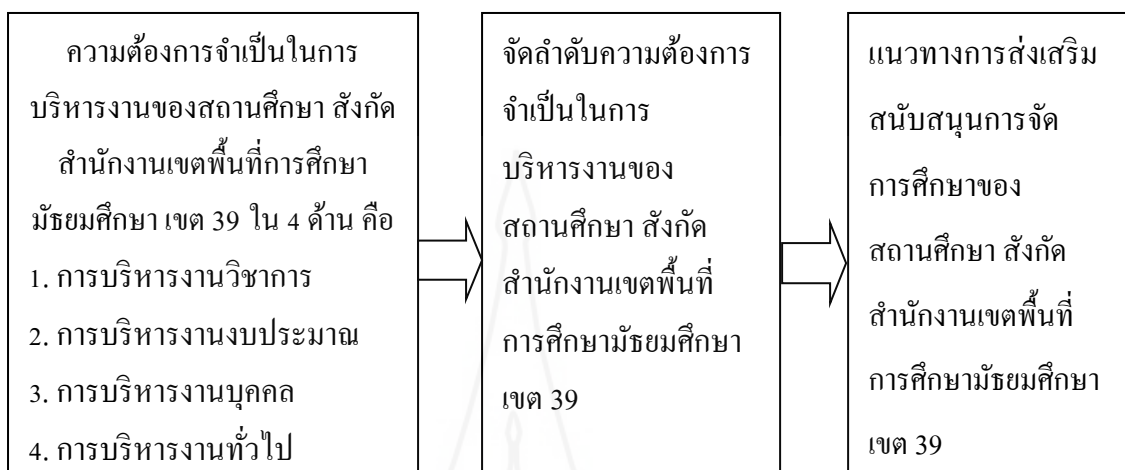 ความต้องการจำเป็นในการ
บริหารงานของสถานศึกษา สังกัด
สำนักงานเขตพื้นที่การศึกษา
มัธยมศึกษา เขต 39 ใน 4 ด้าน คือ
1. การบริหารงานวิชาการ
2. การบริหารงานงบประมาณ
3. การบริหารงานบุคคล
4. การบริหารงานทั่วไป
จัดลำดับความต้องการ
จำเป็นในการ
บริหารงานของ
สถานศึกษา สังกัด
สำนักงานเขตพื้นที่
การศึกษามัธยมศึกษา
เขต 39
แนวทางการส่งเสริม
สนับสนุนการจัด
การศึกษาของ
สถานศึกษา สังกัด
สำนักงานเขตพื้นที่
การศึกษามัธยมศึกษา
เขต 39